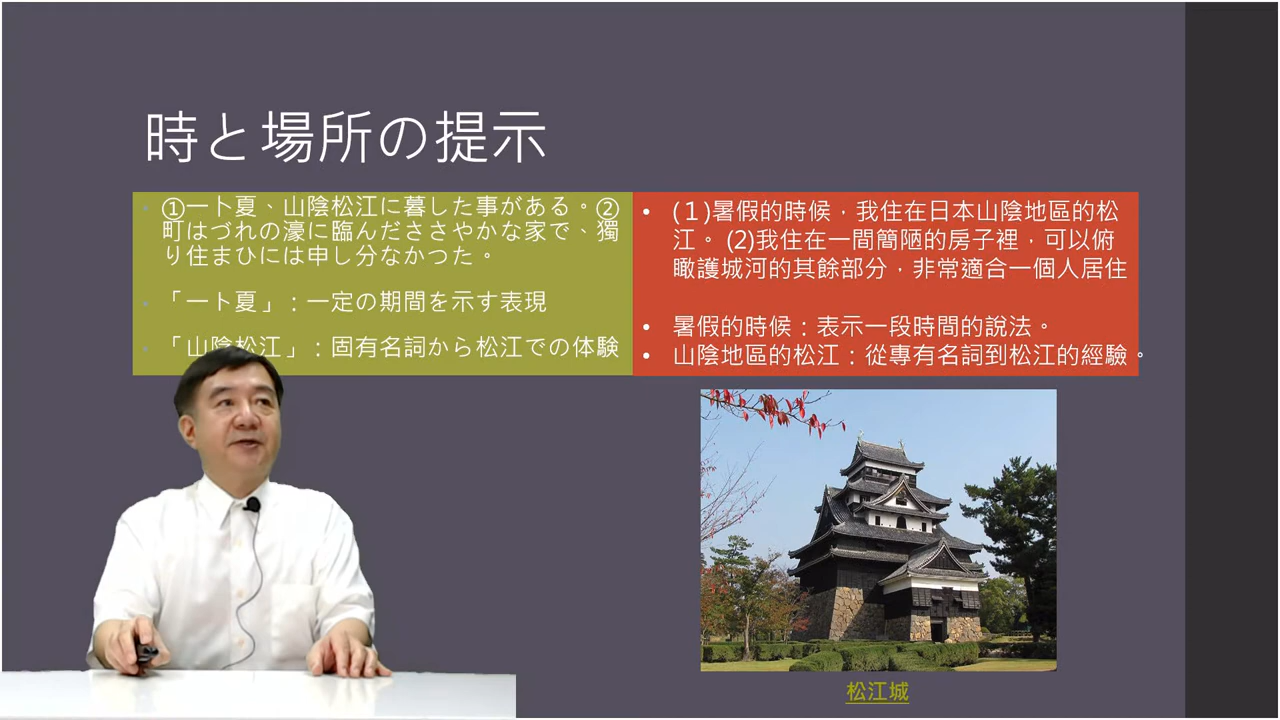 時と場所の提示
①一卜夏、山陰松江に暮した事がある。②
町はづれの濠に臨んださささやかな家で、獨
り住まひには申し分なかつた。
「一ト夏」：一定の期間を示す表現
「山陰松江」：固有名詞から松江での体験
• (１)暑假的時候，我住在日本山陰地區的松
江。 (2)我住在一間簡陋的房子裡，可以俯
瞰護城河的其餘部分，非常適合一個人居住
• 暑假的時候：表示一段時間的說法。
• 山陰地區的松江：從專有名詞到松江的經驗。
松江城